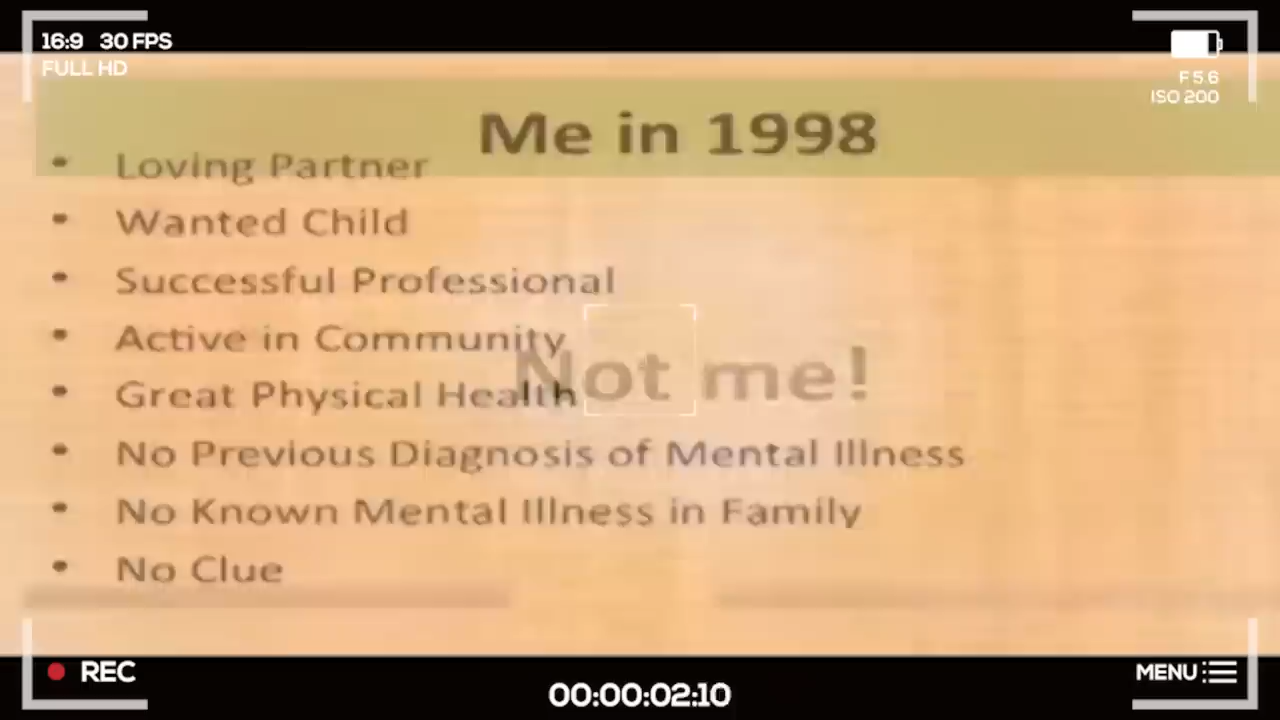 16:9 30 FPS
FULL HD
F 5 6
ISO 200
Me in 1998
• Loving Partner
• Wanted Child
• Successful Professional
• Active in Community
Not me!
• Great Physical Health
• No Previous Diagnosis of Mental Illness
• No Known Mental Illness in Family
• No Clue
REC
00:00:02:10
MENU